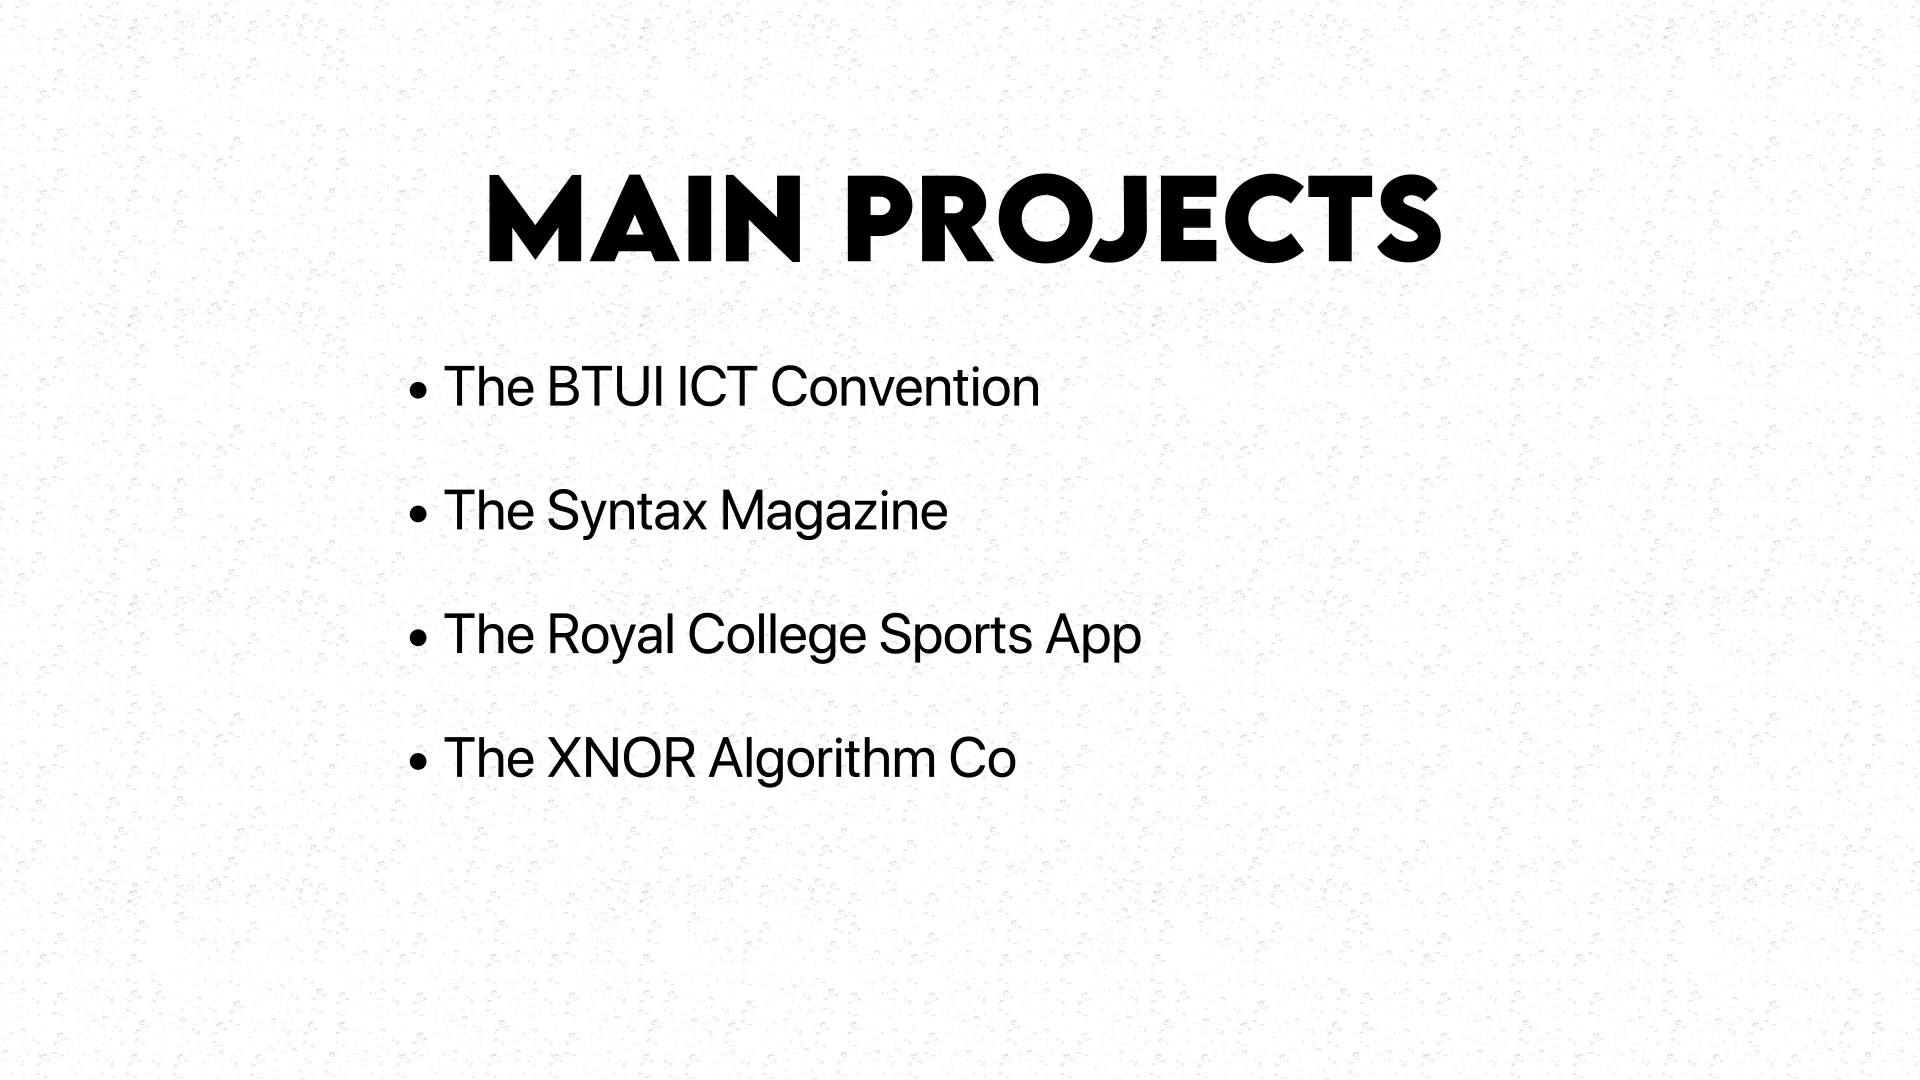 MAIN PROJECTS
• The BTUI ICT Convention
• The Syntax Magazine
• The Royal College Sports App
• The XNOR Algorithm Co